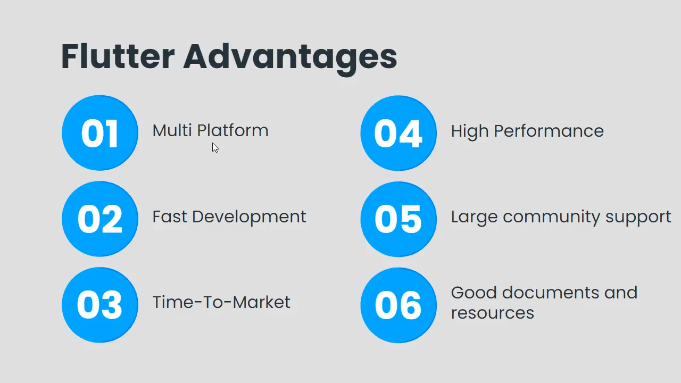 Flutter Advantages
01 Multi Platform
02 Fast Development
03 Time-To-Market
04 High Performance
05 Large community support
06 Good documents and
resources